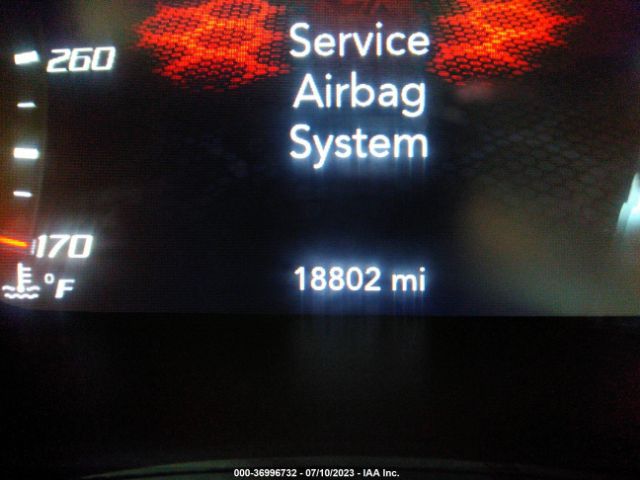 260
Service
Airbag
System
170
°F
18802 mi
000-36996732 - 07/10/2023 - IAA Inc.